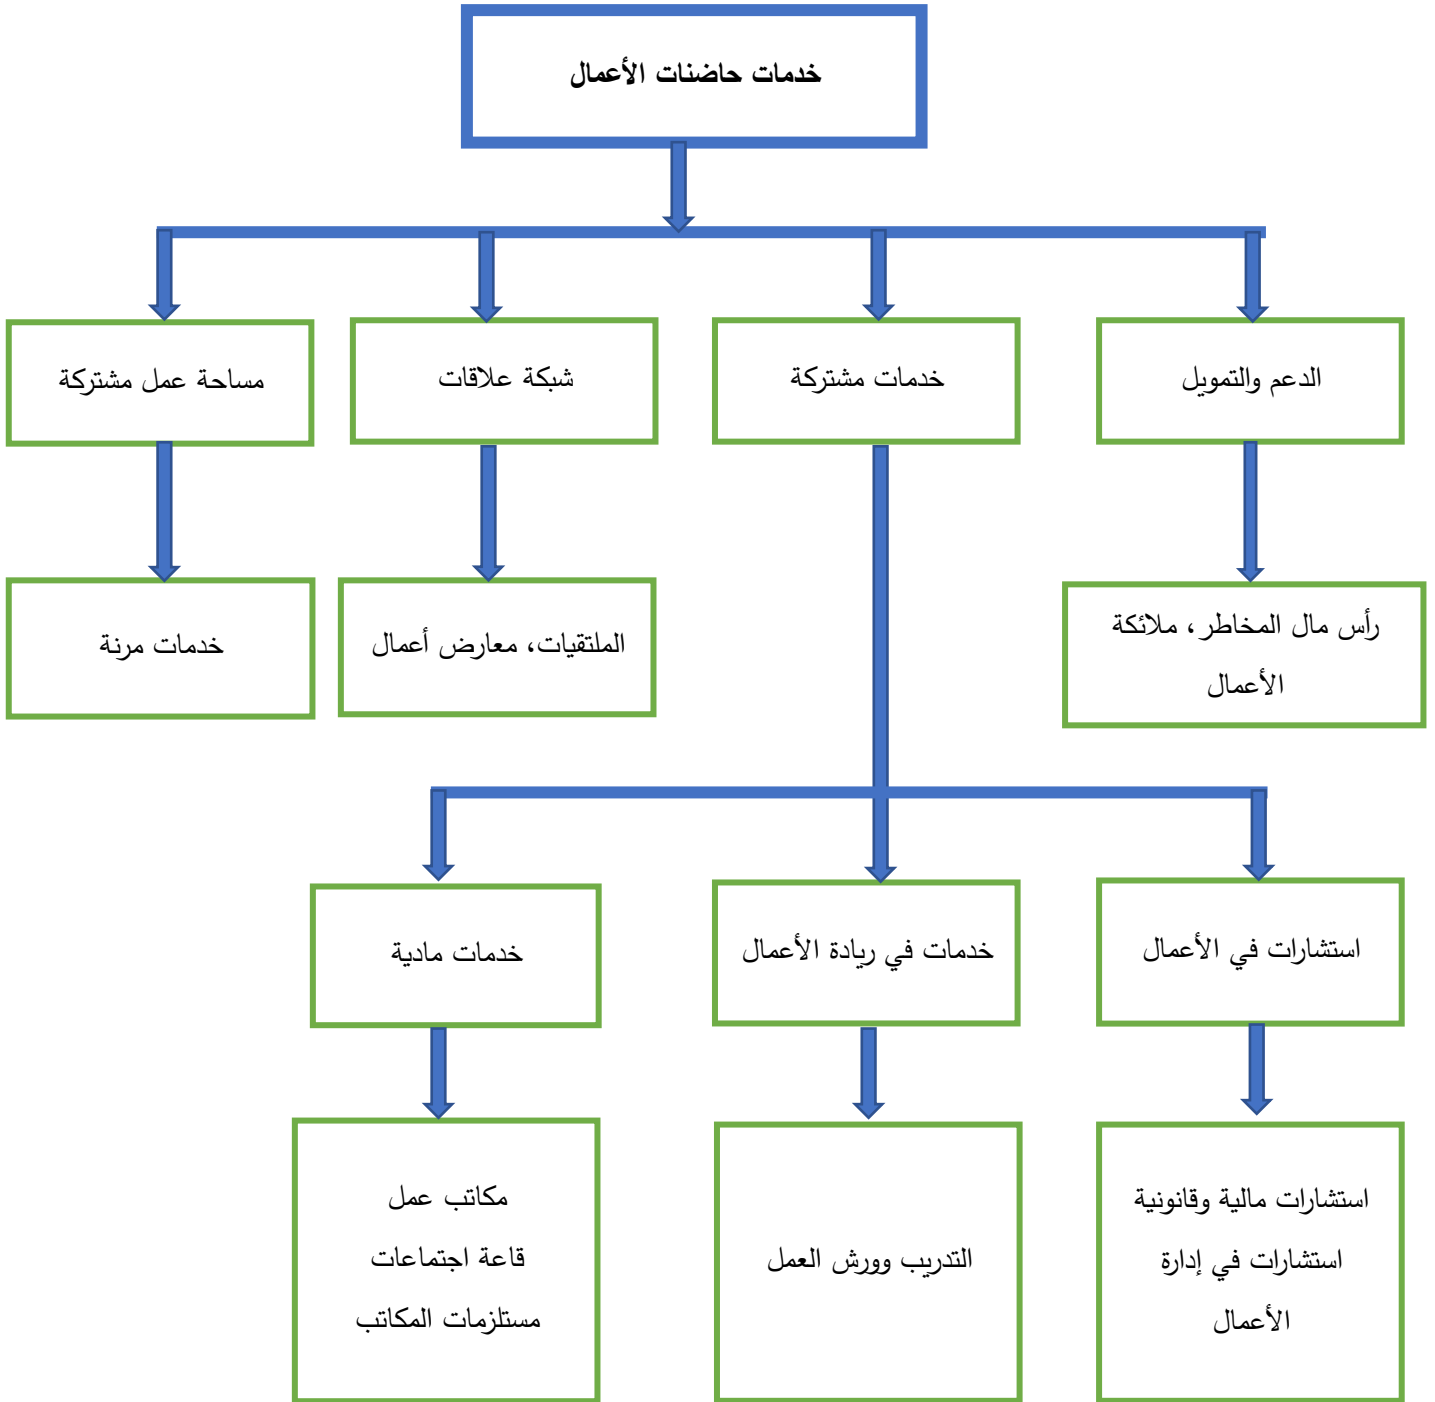 خدمات حاضنات الأعمال
الدعم والتمويل
خدمات مشتركة
شبكة علاقات
مساحة عمل مشتركة
رأس مال المخاطر، ملائكة
الأعمال
الملتقيات، معارض أعمال
خدمات مرنة
استشارات في الأعمال
خدمات في ريادة الأعمال
خدمات مادية
استشارات مالية وقانونية
استشارات في إدارة
الأعمال
التدريب وورش العمل
مكاتب عمل
قاعة اجتماعات
مستلزمات المكاتب